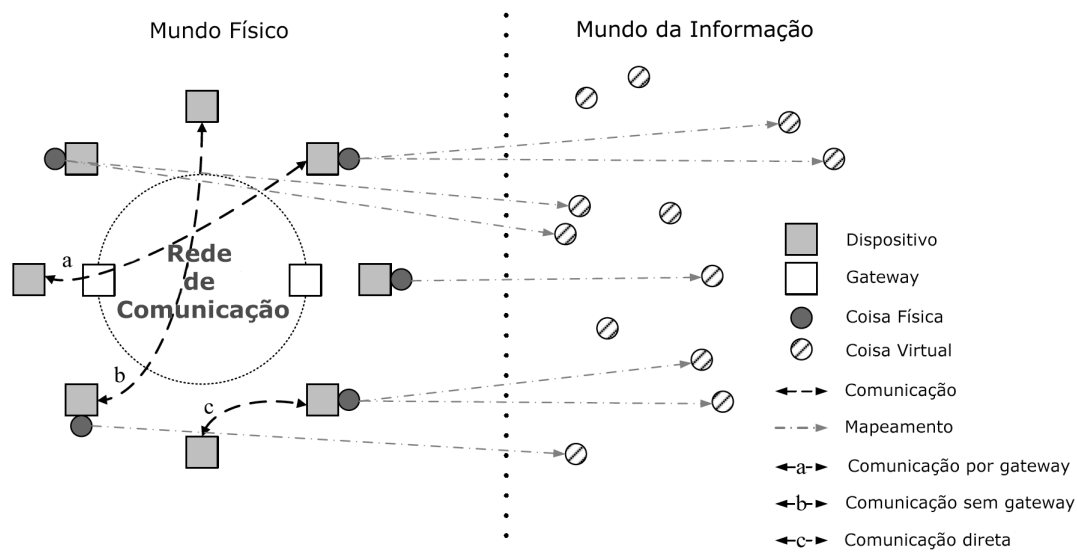 Mundo Físico
Mundo da Informação
a
Rede
de
Comunicação
b
c
Dispositivo
Gateway
Coisa Física
Coisa Virtual
Comunicação
Mapeamento
a Comunicação por gateway
b Comunicação sem gateway
c Comunicação direta